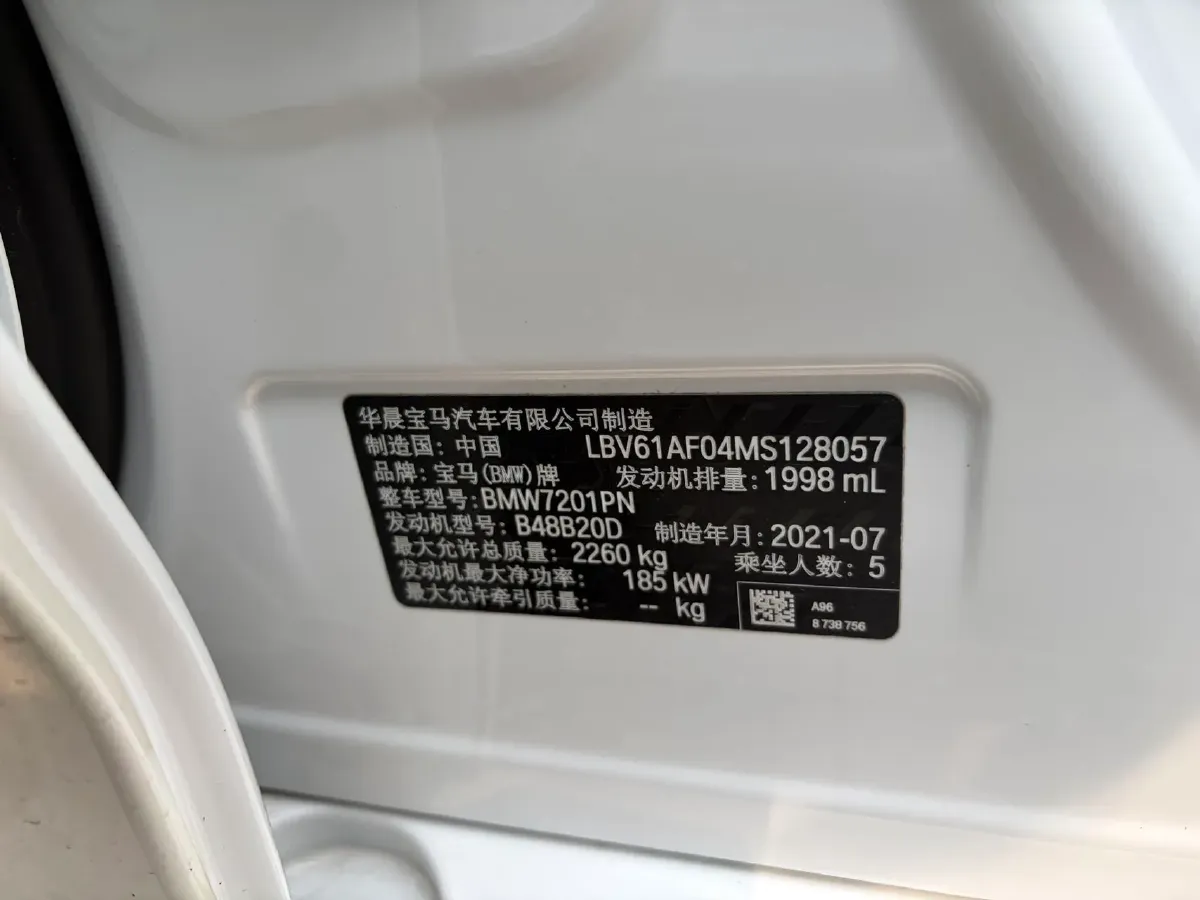 华晨宝马汽车有限公司制造
制造国：中国 LBV61AF04MS128057
品牌：宝马(BMW)牌 发动机排量：1998 mL
整车型号：BMW7201PN
发动机型号：B48B20D 制造年月：2021-07
最大允许总质量：2260 kg 乘坐人数：5
发动机最大净功率：185 kW
最大允许牵引质量：-- kg
A96
8 738 756